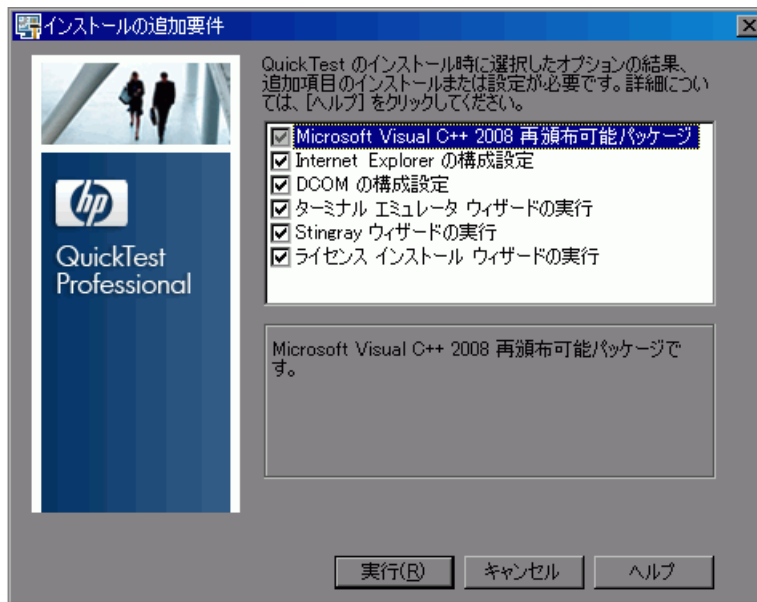 インストールの追加要件
QuickTest のインストール時に選択したオプションの結果、
追加項目のインストールまたは設定が必要です。詳細につい
ては、[ヘルプ] をクリックしてください。
Microsoft Visual C++ 2008 再頒布可能パッケージ
Internet Explorer の構成設定
DCOM の構成設定
ターミナル エミュレータ ウィザードの実行
Stingray ウィザードの実行
ライセンス インストール ウィザードの実行
hp
QuickTest
Professional
Microsoft Visual C++ 2008 再頒布可能パッケージで
す。
実行(R)
キャンセル
ヘルプ